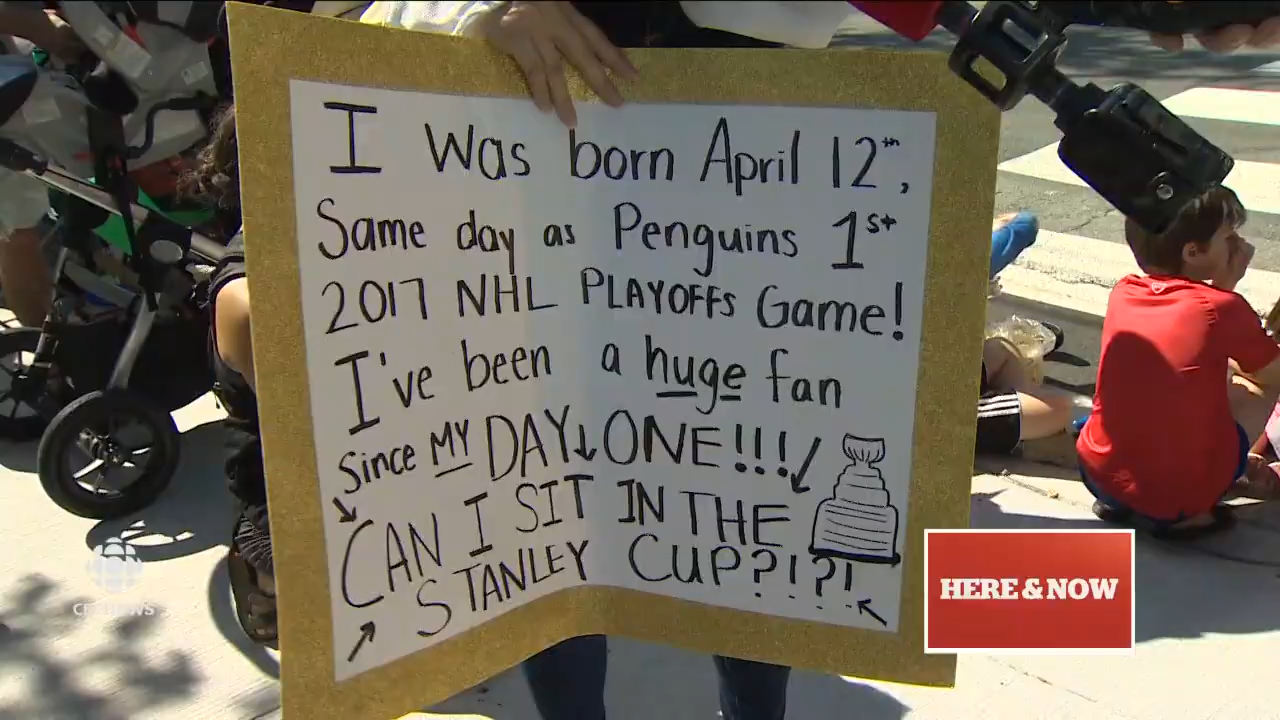 I was born April 12th,
Same day as Penguins 1st
2017 NHL PLAYOFFS Game!
I've been a huge fan
since MY DAY ONE!!!
CAN I SIT IN THE
STANLEY CUP?!?!
HERE & NOW
CBC NEWS